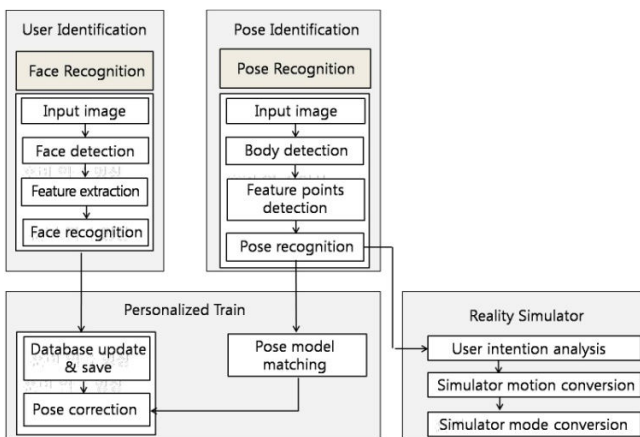 User Identification
Face Recognition
Input image
Face detection
Feature extraction
Face recognition
Pose Identification
Pose Recognition
Input image
Body detection
Feature points
detection
Pose recognition
Personalized Train
Database update
& save
Pose correction
Pose model
matching
Reality Simulator
User intention analysis
Simulator motion conversion
Simulator mode conversion